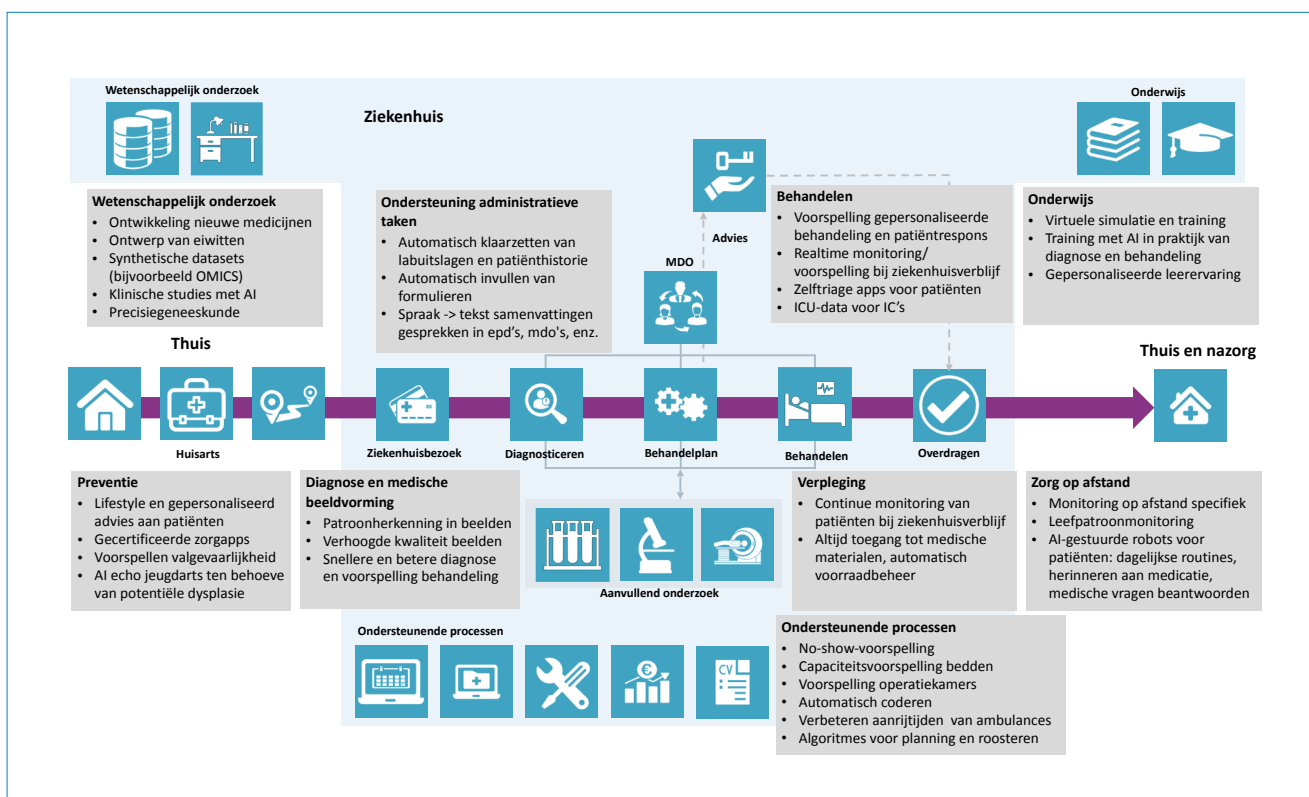 Wetenschappelijk onderzoek
Onderwijs
Ziekenhuis
Wetenschappelijk onderzoek
• Ontwikkeling nieuwe medicijnen
• Ontwerp van eiwitten
• Synthetische datasets
(bijvoorbeeld OMICS)
• Klinische studies met AI
• Precisiegeneeskunde
Ondersteuning administratieve
taken
• Automatisch klaarzetten van
labuitslagen en patiënthistorie
• Automatisch invullen van
formulieren
• Spraak -> tekst samenvattingen
gesprekken in epd’s, mdo's, enz.
Advies
MDO
Behandelen
• Voorspelling gepersonaliseerde
behandeling en patiëntrespons
• Realtime monitoring/
voorspelling bij ziekenhuisverblijf
• Zelftriage apps voor patiënten
• ICU-data voor IC’s
Onderwijs
• Virtuele simulatie en training
• Training met AI in praktijk van
diagnose en behandeling
• Gepersonaliseerde leerervaring
Thuis
Thuis en nazorg
Huisarts
Ziekenhuisbezoek
Diagnosticeren
Behandelplan
Behandelen
Overdragen
Preventie
• Lifestyle en gepersonaliseerd
advies aan patiënten
• Gecertificeerde zorgapps
• Voorspellen valgevaarlijkheid
• AI echo jeugdarts ten behoeve
van potentiële dysplasie
Diagnose en medische
beeldvorming
• Patroonherkenning in beelden
• Verhoogde kwaliteit beelden
• Snellere en betere diagnose
en voorspelling behandeling
Aanvullend onderzoek
Verpleging
• Continue monitoring van
patiënten bij ziekenhuisverblijf
• Altijd toegang tot medische
materialen, automatisch
voorraadbeheer
Zorg op afstand
• Monitoring op afstand specifiek
• Leefpatroonmonitoring
• AI-gestuurde robots voor
patiënten: dagelijkse routines,
herinneren aan medicatie,
medische vragen beantwoorden
Ondersteunende processen
CV
Ondersteunende processen
• No-show-voorspelling
• Capaciteitsvoorspelling bedden
• Voorspelling operatiekamers
• Automatisch coderen
• Verbeteren aanrijtijden van ambulances
• Algoritmes voor planning en roosteren